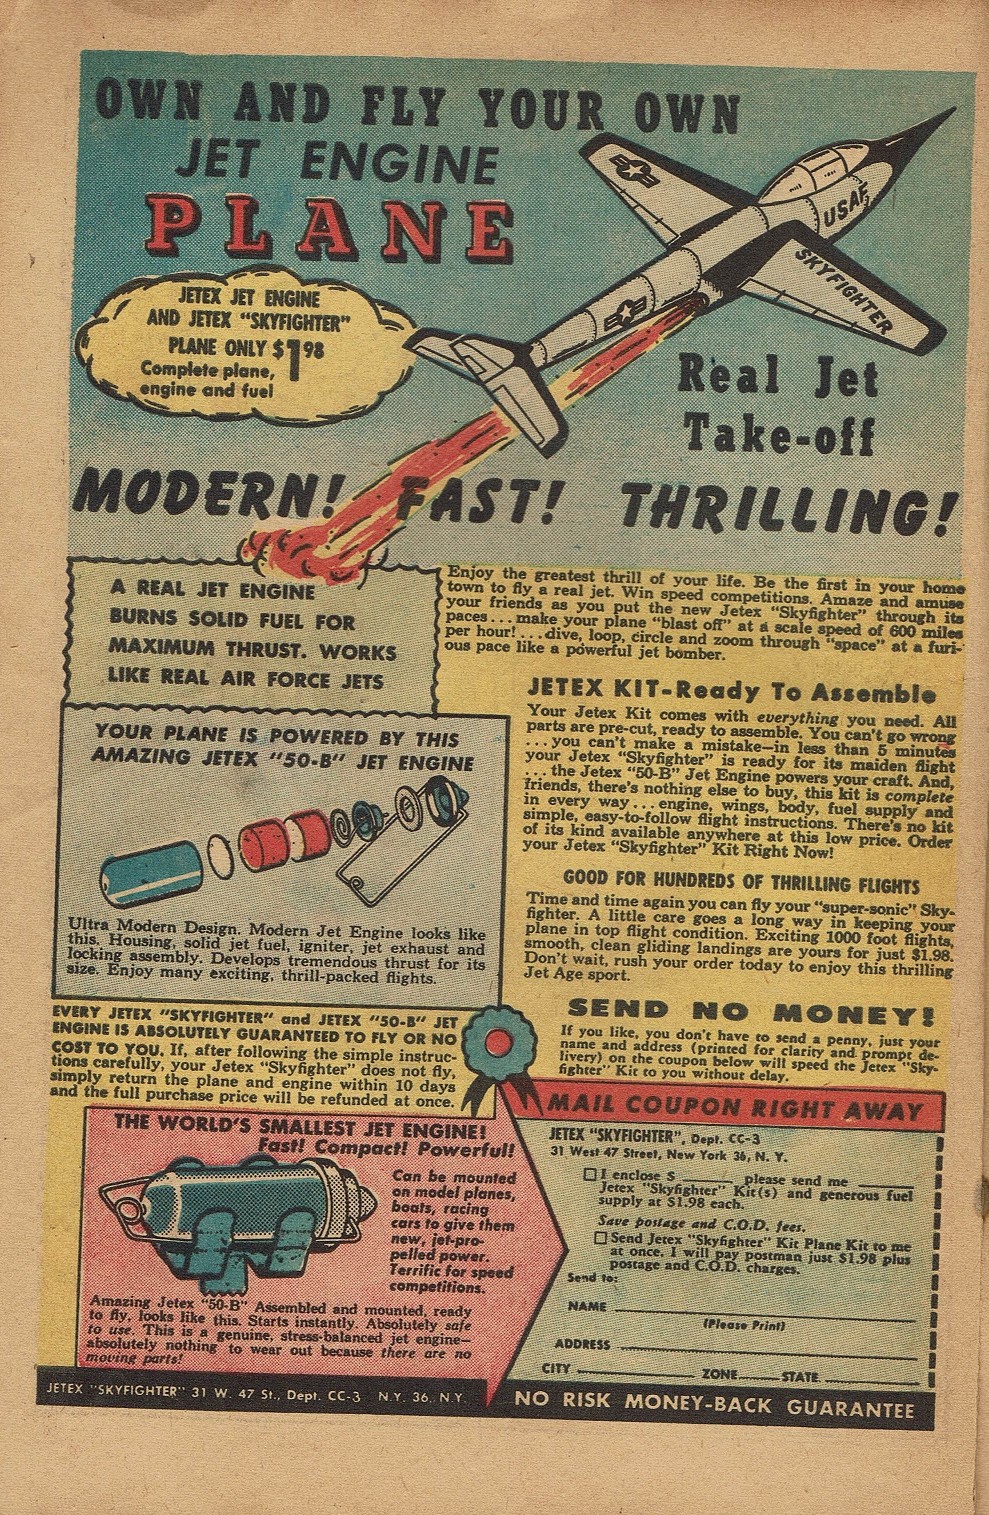 OWN AND FLY YOUR OWN
JET ENGINE
PLANE
USAF
SKYFIGHTER
JETEX JET ENGINE
AND JETEX "SKYFIGHTER"
PLANE ONLY $1 98
Complete plane,
engine and fuel
Real Jet
Take-off
MODERN! FAST! THRILLING!
A REAL JET ENGINE
BURNS SOLID FUEL FOR
MAXIMUM THRUST. WORKS
LIKE REAL AIR FORCE JETS
Enjoy the greatest thrill of your life. Be the first in your home
town to fly a real jet. Win speed competitions. Amaze and amuse
your friends as you put the new Jetex "Skyfighter" through its
paces...make your plane "blast off" at a scale speed of 600 miles
per hour!...dive, loop, circle and zoom through "space" at a furi-
ous pace like a powerful jet bomber.
JETEX KIT-Ready To Assemble
Your Jetex Kit comes with everything you need. All
parts are pre-cut, ready to assemble. You can't go wrong
...you can't make a mistake—in less than 5 minutes
your Jetex "Skyfighter" is ready for its maiden flight
...the Jetex "50-B" Jet Engine powers your craft. And,
friends, there's nothing else to buy, this kit is complete
in every way...engine, wings, body, fuel supply and
simple, easy-to-follow flight instructions. There's no kit
of its kind available anywhere at this low price. Order
your Jetex "Skyfighter" Kit Right Now!
GOOD FOR HUNDREDS OF THRILLING FLIGHTS
Time and time again you can fly your "super-sonic" Sky-
fighter. A little care goes a long way in keeping your
plane in top flight condition. Exciting 1000 foot flights,
smooth, clean gliding landings are yours for just $1.98.
Don't wait, rush your order today to enjoy this thrilling
Jet Age sport.
YOUR PLANE IS POWERED BY THIS
AMAZING JETEX "50-B" JET ENGINE
Ultra Modern Design. Modern Jet Engine looks like
this. Housing, solid jet fuel, igniter, jet exhaust and
locking assembly. Develops tremendous thrust for its
size. Enjoy many exciting, thrill-packed flights.
EVERY JETEX "SKYFIGHTER" and JETEX "50-B" JET
ENGINE IS ABSOLUTELY GUARANTEED TO FLY OR NO
COST TO YOU. If, after following the simple instruc-
tions carefully, your Jetex "Skyfighter" does not fly,
simply return the plane and engine within 10 days
and the full purchase price will be refunded at once.
SEND NO MONEY!
If you like, you don't have to send a penny, just your
name and address (printed for clarity and prompt de-
livery) on the coupon below will speed the Jetex "Sky-
fighter" Kit to you without delay.
THE WORLD'S SMALLEST JET ENGINE!
Fast! Compact! Powerful!
Can be mounted
on model planes,
boats, racing
cars to give them
new, jet-pro-
pelled power.
Terrific for speed
competitions.
Amazing Jetex "50-B" Assembled and mounted, ready
to fly, looks like this. Starts instantly. Absolutely safe
to use. This is a genuine, stress-balanced jet engine—
absolutely nothing to wear out because there are no
moving parts!
JETEX "SKYFIGHTER" 31 W. 47 St., Dept. CC-3 N.Y. 36, N.Y.
MAIL COUPON RIGHT AWAY
JETEX "SKYFIGHTER", Dept. CC-3
31 West 47 Street, New York 36, N. Y.
I enclose $______ please send me ______
Jetex "Skyfighter" Kit(s) and generous fuel
supply at $1.98 each.
Save postage and C.O.D. fees.
Send Jetex "Skyfighter" Kit Plane Kit to me
at once. I will pay postman just $1.98 plus
postage and C.O.D. charges.
Send to:
NAME
(Please Print)
ADDRESS
CITY ______ ZONE ______ STATE ______
NO RISK MONEY-BACK GUARANTEE